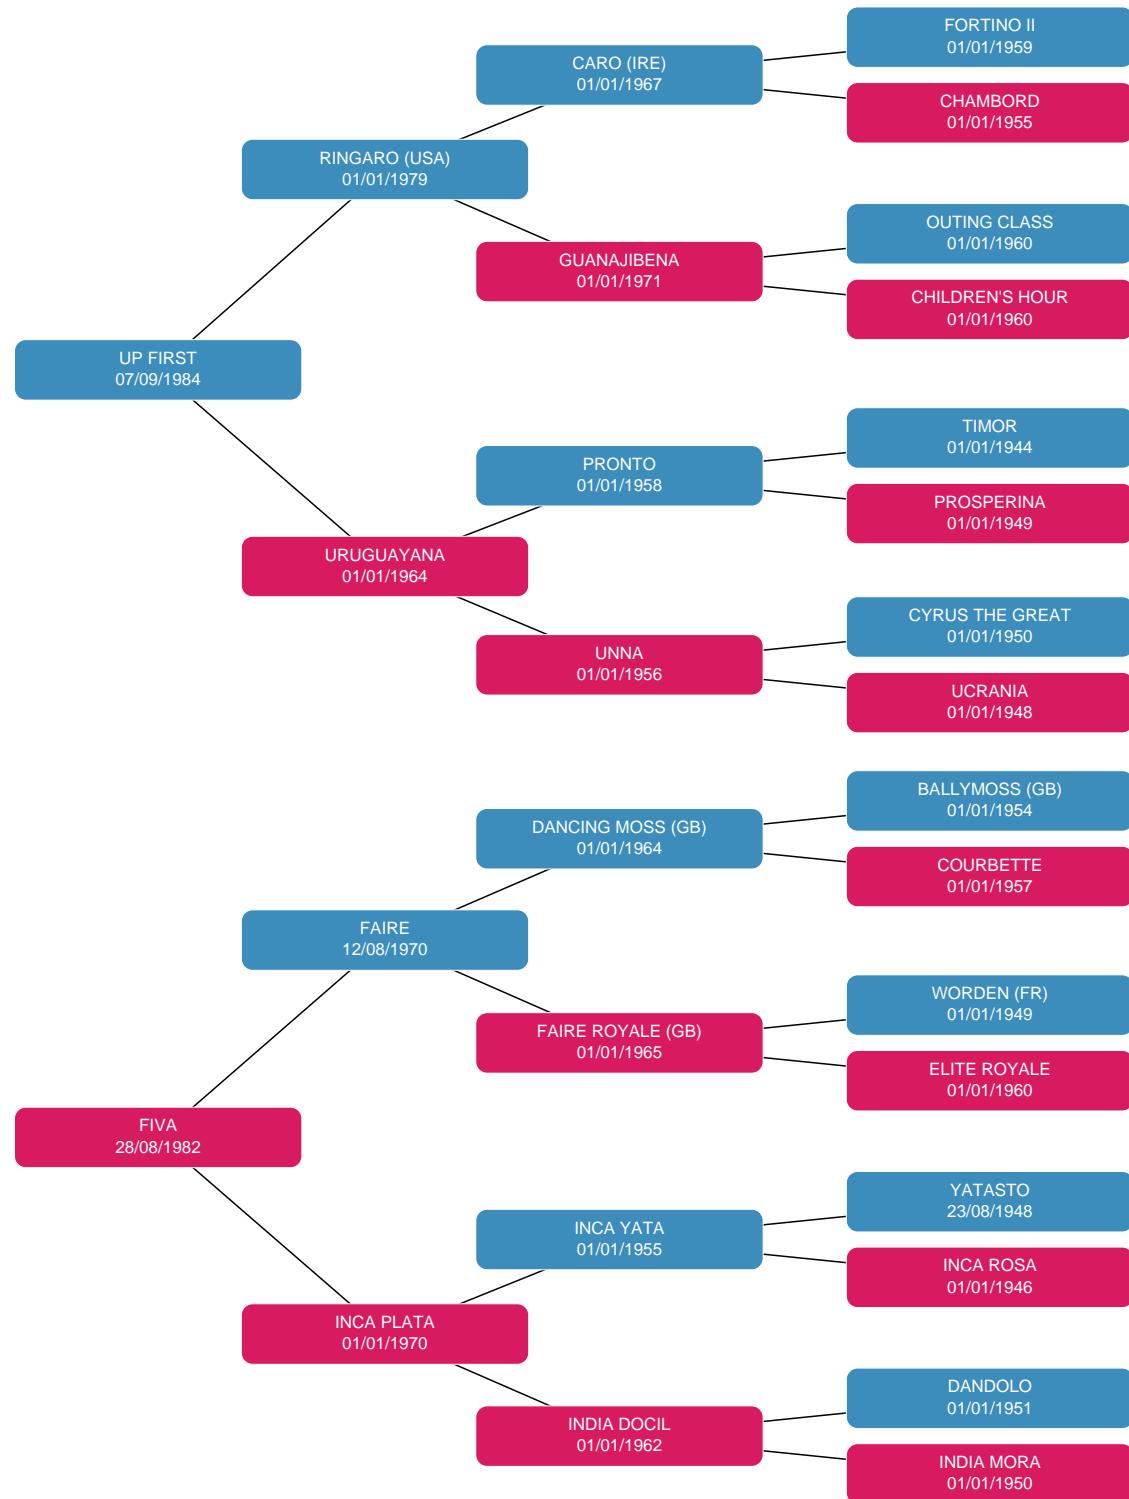 FORTINO II
01/01/1959
CARO (IRE)
01/01/1967
CHAMBORD
01/01/1955
RINGARO (USA)
01/01/1979
OUTING CLASS
01/01/1960
GUANAJIBENA
01/01/1971
CHILDREN'S HOUR
01/01/1960
UP FIRST
07/09/1984
TIMOR
01/01/1944
PRONTO
01/01/1958
PROSPERINA
01/01/1949
URUGUAYANA
01/01/1964
CYRUS THE GREAT
01/01/1950
UNNA
01/01/1956
UCRANIA
01/01/1948
BALLYMOSS (GB)
01/01/1954
DANCING MOSS (GB)
01/01/1964
COURBETTE
01/01/1957
FAIRE
12/08/1970
WORDEN (FR)
01/01/1949
FAIRE ROYALE (GB)
01/01/1965
ELITE ROYALE
01/01/1960
FIVA
28/08/1982
YATASTO
23/08/1948
INCA YATA
01/01/1955
INCA ROSA
01/01/1946
INCA PLATA
01/01/1970
DANDOLO
01/01/1951
INDIA DOCIL
01/01/1962
INDIA MORA
01/01/1950